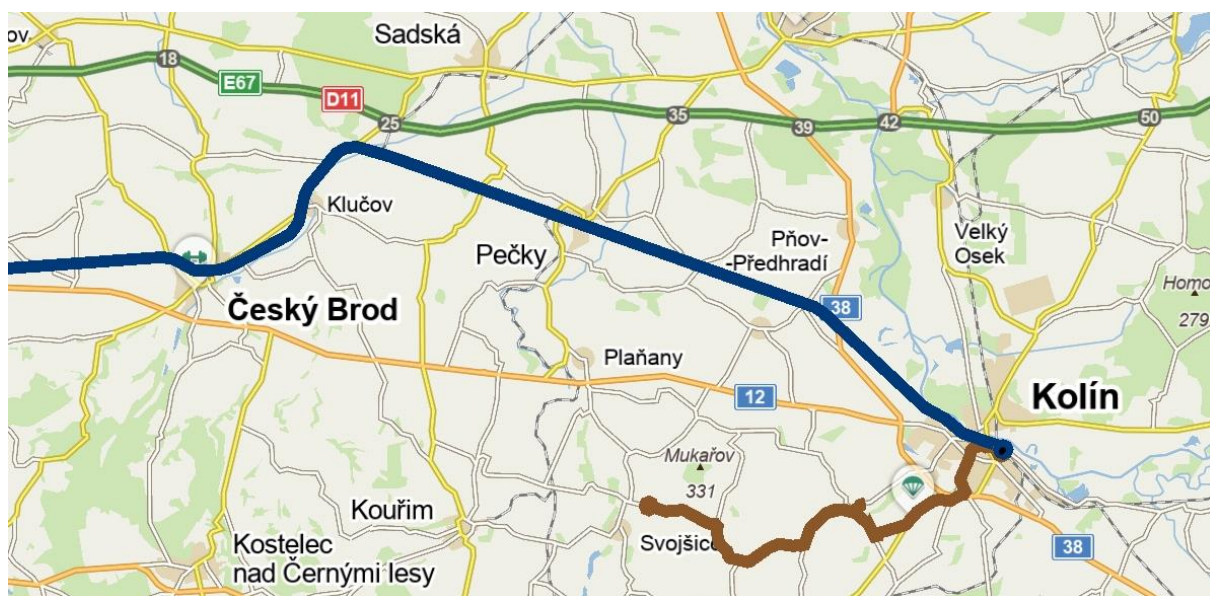 ov
18
Sadská
E67
D11
25
35
39
42
50
Klučov
Pečky
Pňov-
-Předhradí
Velký
Osek
Homo
279
Český Brod
38
Plaňany
12
Kolín
Mukařov
331
Kouřim
Svojšice
Kostelec
nad Černými lesy
38